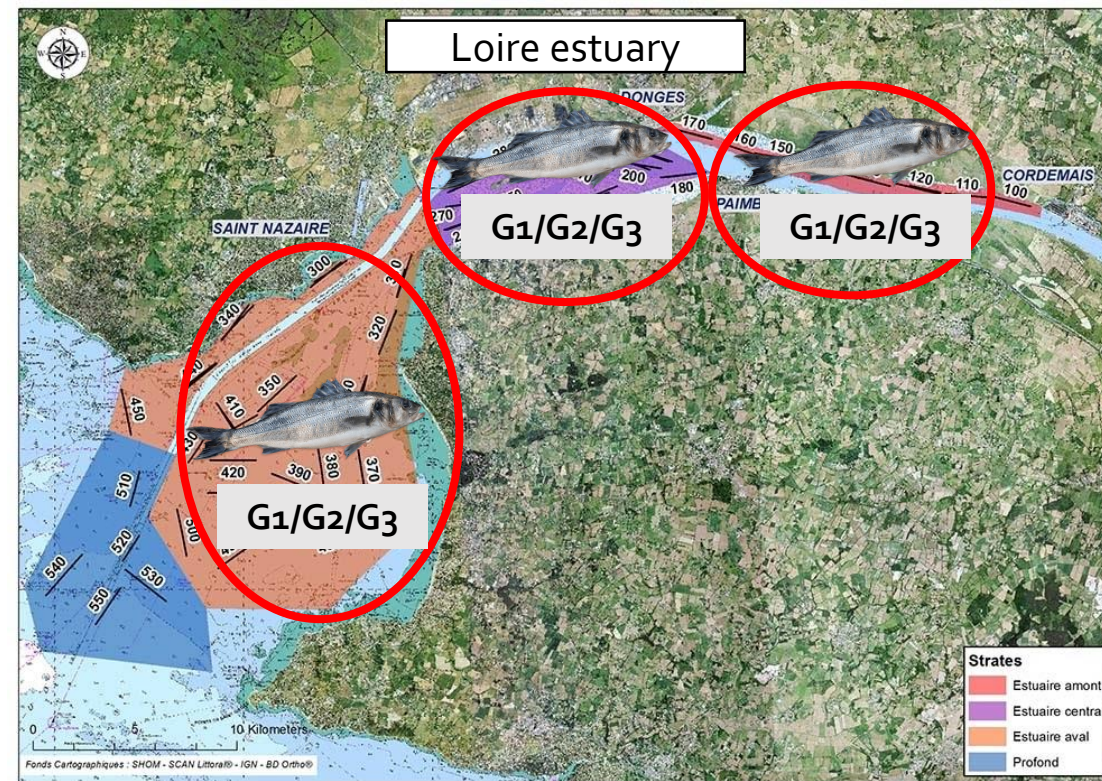 N
W E
S
Loire estuary
DONGES
170
160
150
CORDEMAIS
120
110
100
200
180
270
PAIMB
G1/G2/G3
G1/G2/G3
SAINT NAZAIRE
300
340
320
350
410
450
420
390
380
370
G1/G2/G3
510
500
520
540
530
550
Strates
Estuaire amont
Estuaire centra
Estuaire aval
Profond
0 5 10 Kilometers
Fonds Cartographiques : SHOM - SCAN Littoral® - IGN - BD Ortho®